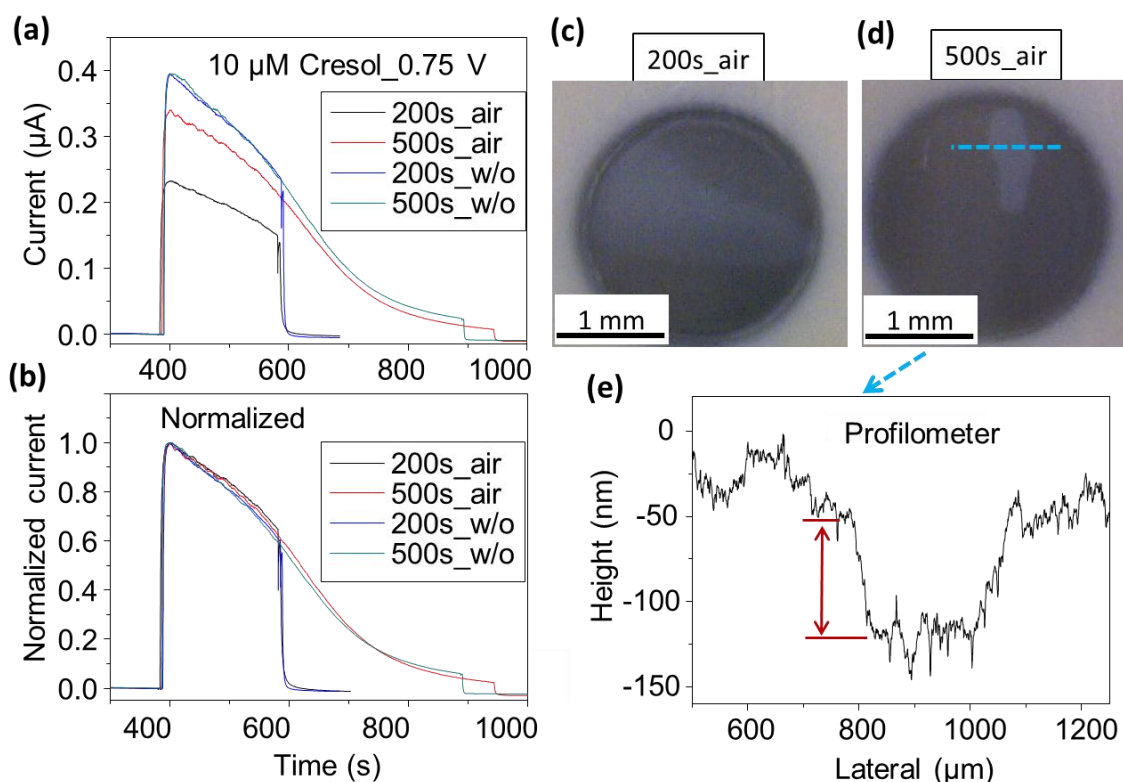 (a)
10 µM Cresol_0.75 V
200s_air
500s_air
200s_w/o
500s_w/o
Current (µA)
0.4
0.3
0.2
0.1
0.0
400 600 800 1000
(b)
Normalized
200s_air
500s_air
200s_w/o
500s_w/o
Normalized current
1.0
0.8
0.6
0.4
0.2
0.0
400 600 800 1000
Time (s)
(c)
200s_air
1 mm
(d)
500s_air
1 mm
(e)
Profilometer
Height (nm)
0
-50
-100
-150
600 800 1000 1200
Lateral (µm)